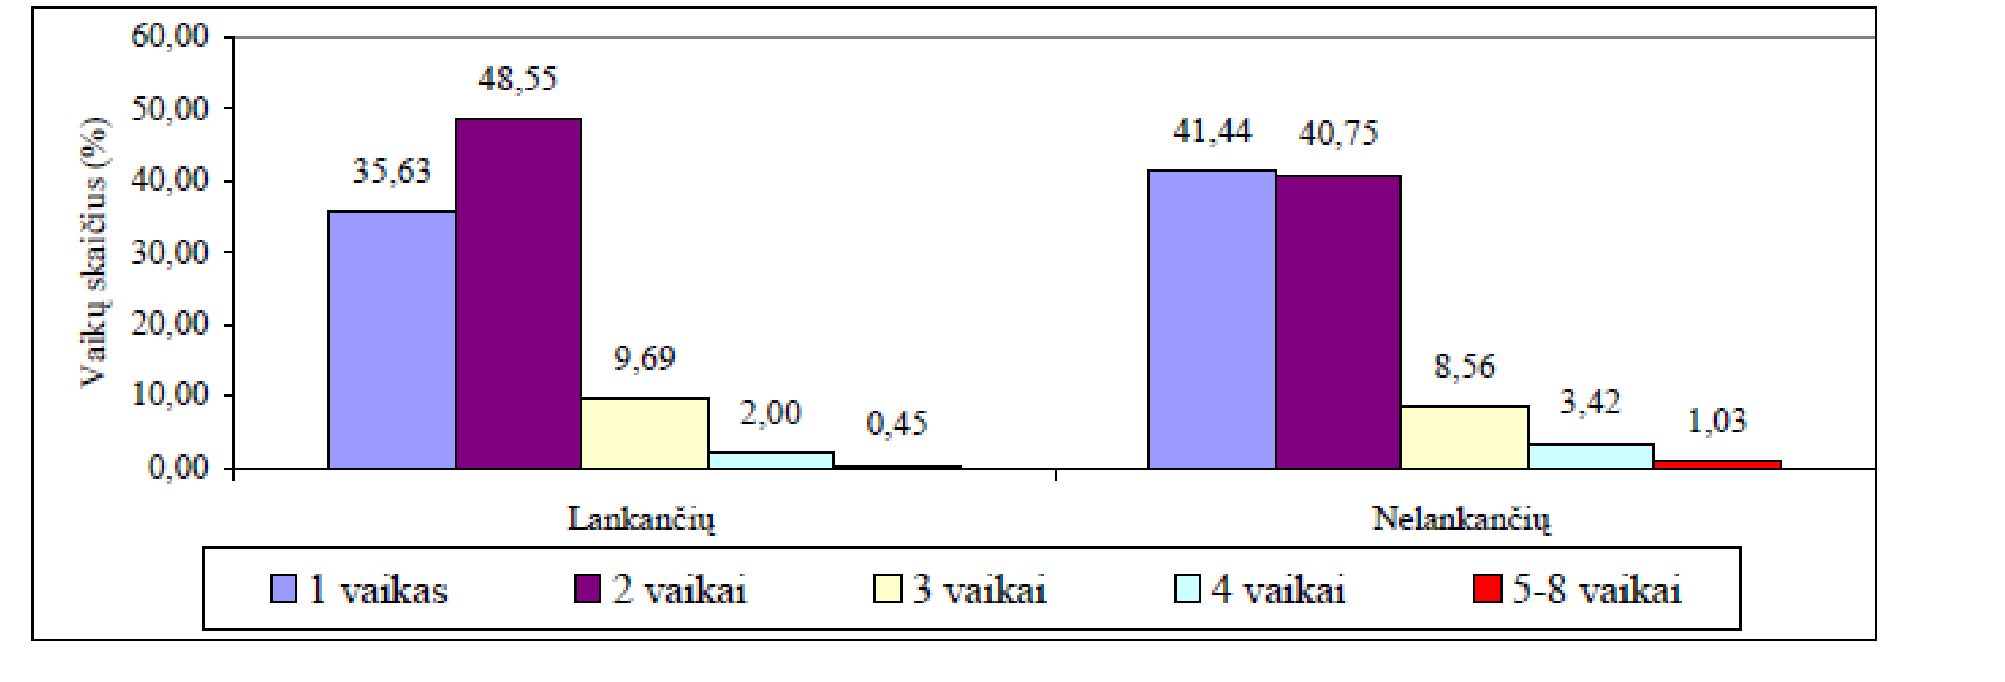 Vaikų skaičius (%)
60,00
50,00
40,00
30,00
20,00
10,00
0,00
35,63
48,55
9,69
2,00
0,45
41,44
40,75
8,56
3,42
1,03
Lankančių
Nelankančių
1 vaikas
2 vaikai
3 vaikai
4 vaikai
5-8 vaikai